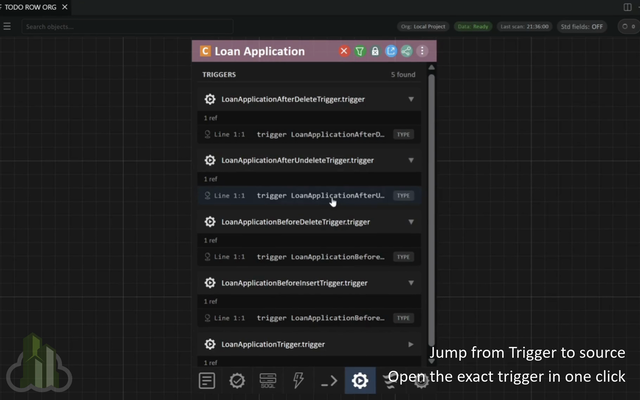 TODO ROW ORG
Search objects...
Org: Local Project
Data: Ready
Last scan: 21:36:00
Std fields: OFF
C Loan Application
TRIGGERS
5 found
LoanApplicationAfterDeleteTrigger.trigger
1 ref
Line 1:1 trigger LoanApplicationAfterD… TYPE
LoanApplicationAfterUndeleteTrigger.trigger
1 ref
Line 1:1 trigger LoanApplicationAfterU… TYPE
LoanApplicationBeforeDeleteTrigger.trigger
1 ref
Line 1:1 trigger LoanApplicationBefore… TYPE
LoanApplicationBeforeInsertTrigger.trigger
1 ref
Line 1:1 trigger LoanApplicationBefore… TYPE
LoanApplicationTrigger.trigger
1 ref
SOQL
Jump from Trigger to source
Open the exact trigger in one click